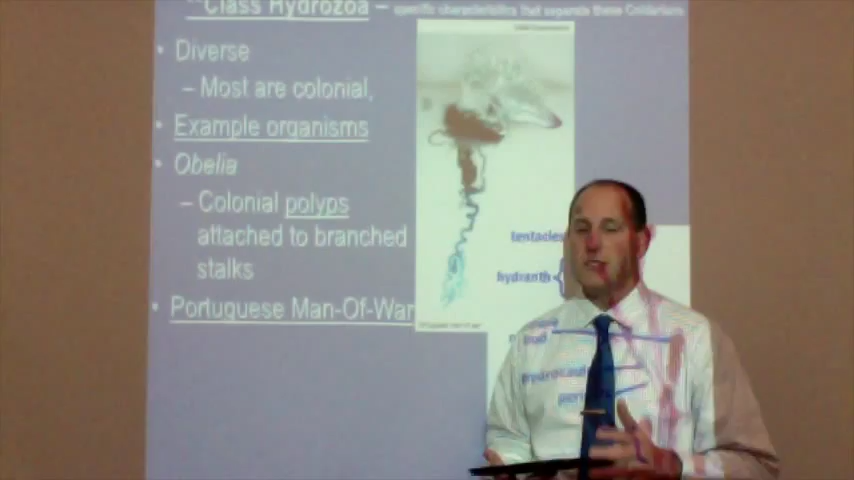 Class Hydrozoa – specific characteristics that separate these Cnidarians
• Diverse
– Most are colonial,
• Example organisms
• Obelia
– Colonial polyps
attached to branched
stalks
• Portuguese Man-Of-War
tentacles
hydranth